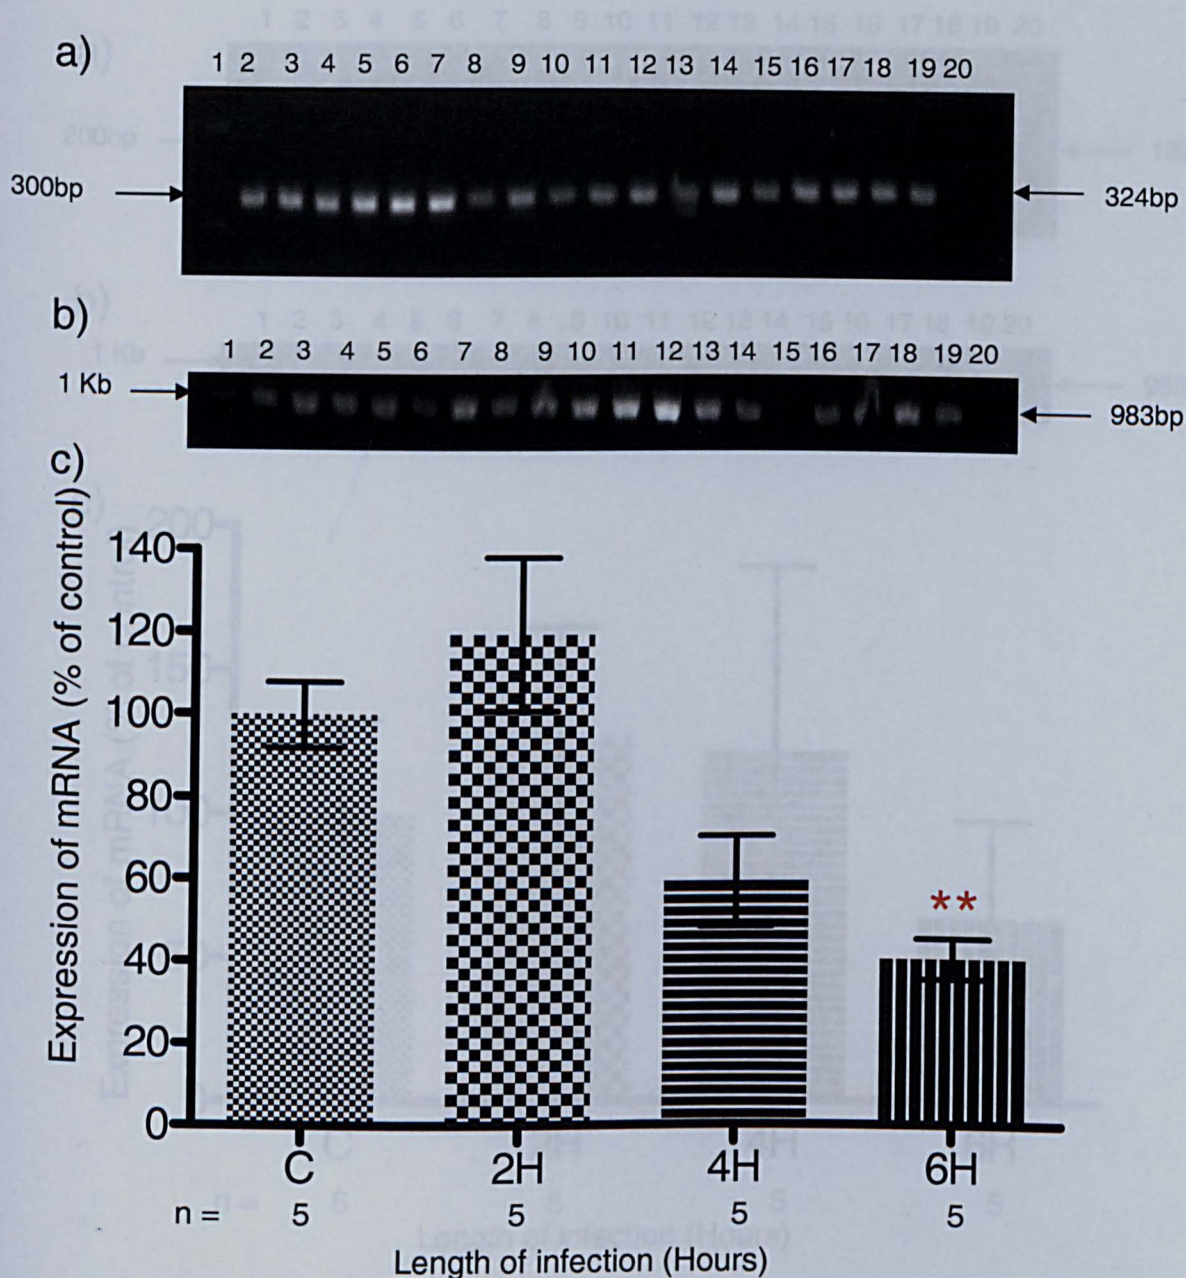 a)
1 2 3 4 5 6 7 8 9 10 11 12 13 14 15 16 17 18 19 20
300bp
324bp
b)
1 2 3 4 5 6 7 8 9 10 11 12 13 14 15 16 17 18 19 20
1 Kb
983bp
c)
Expression of mRNA (% of control)
140
120
100
80
60
40
20
0
**
C 2H 4H 6H
n = 5 5 5 5
Length of infection (Hours)